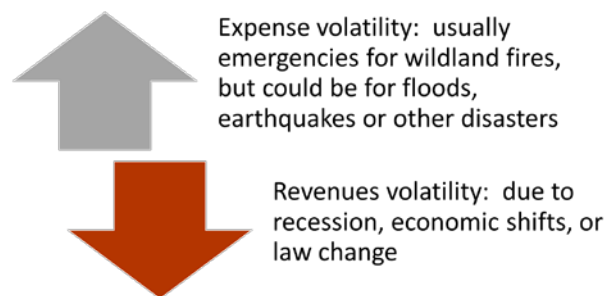 Expense volatility:  usually
emergencies for wildland fires,
but could be for floods,
earthquakes or other disasters
Revenues volatility:  due to
recession, economic shifts, or
law change